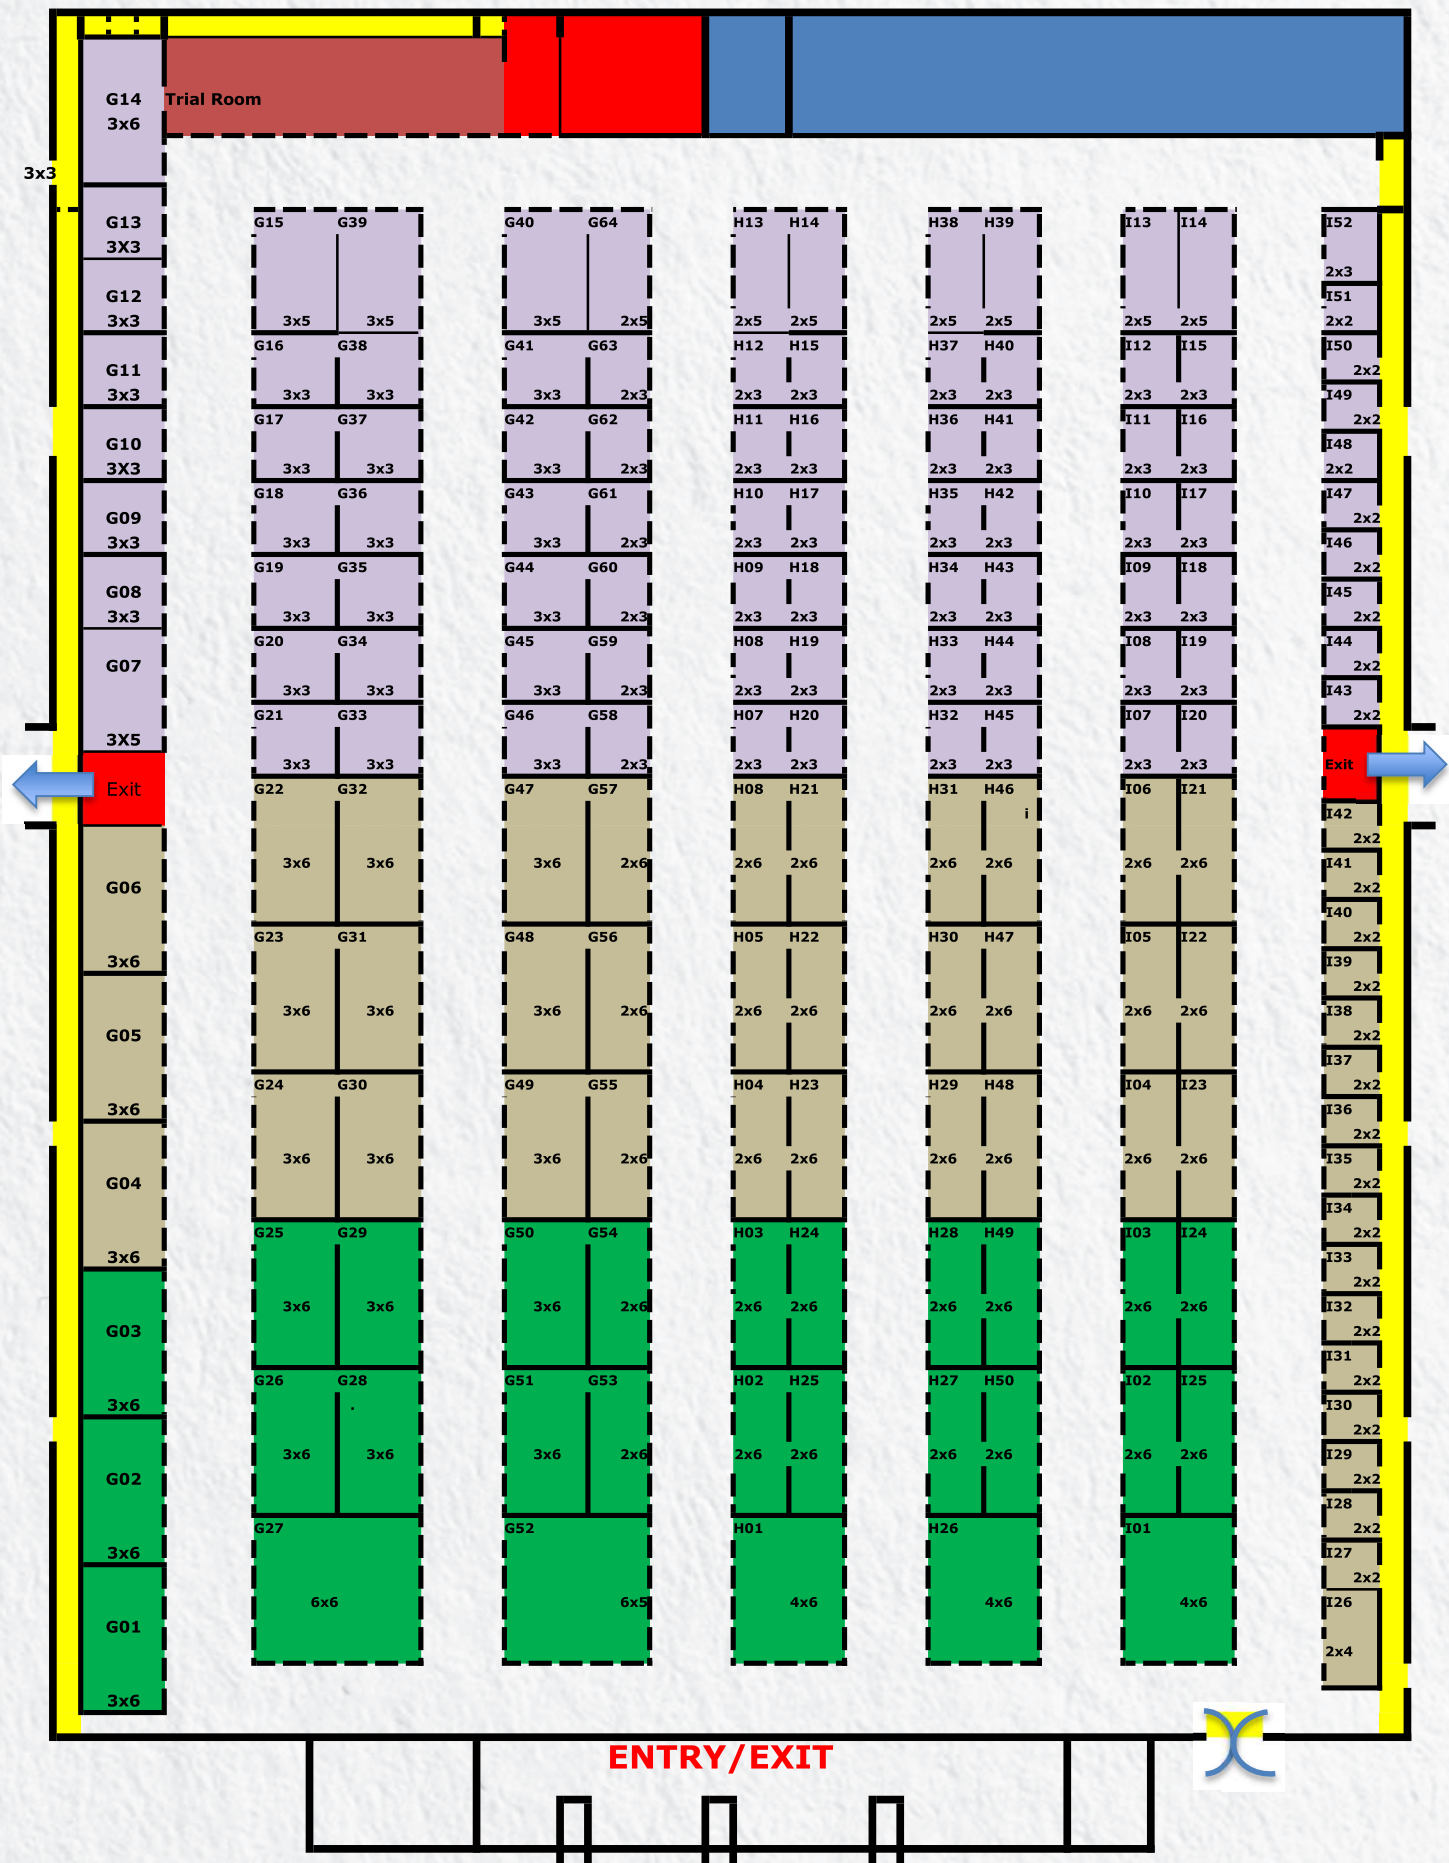 G14 Trial Room
3x6
3x3
G13 G15 G39 G40 G64 H13 H14 H38 H39 I13 I14 I52
3X3
2x3
G12 I51
3x3 3x5 3x5 3x5 2x5 2x5 2x5 2x5 2x5 2x5 2x5 2x2
G16 G38 G41 G63 H12 H15 H37 H40 I12 I15 I50
G11 2x2
3x3 3x3 3x3 3x3 2x3 2x3 2x3 2x3 2x3 2x3 2x3 I49
G17 G37 G42 G62 H11 H16 H36 H41 I11 I16 2x2
G10 I48
3X3 3x3 3x3 3x3 2x3 2x3 2x3 2x3 2x3 2x3 2x3 2x2
G18 G36 G43 G61 H10 H17 H35 H42 I10 I17 I47
G09 2x2
3x3 3x3 3x3 3x3 2x3 2x3 2x3 2x3 2x3 2x3 2x3 I46
G19 G35 G44 G60 H09 H18 H34 H43 I09 I18 2x2
G08 I45
3x3 3x3 3x3 3x3 2x3 2x3 2x3 2x3 2x3 2x3 2x3 2x2
G20 G34 G45 G59 H08 H19 H33 H44 I08 I19 I44
G07 2x2
3x3 3x3 3x3 2x3 2x3 2x3 2x3 2x3 2x3 2x3 I43
G21 G33 G46 G58 H07 H20 H32 H45 I07 I20 2x2
3X5
3x3 3x3 3x3 2x3 2x3 2x3 2x3 2x3 2x3 2x3 Exit
Exit G22 G32 G47 G57 H08 H21 H31 H46 I06 I21
i I42
2x2
3x6 3x6 3x6 2x6 2x6 2x6 2x6 2x6 2x6 2x6 I41
G06 2x2
I40
G23 G31 G48 G56 H05 H22 H30 H47 I05 I22 2x2
3x6 I39
2x2
3x6 3x6 3x6 2x6 2x6 2x6 2x6 2x6 2x6 2x6 I38
G05 2x2
I37
G24 G30 G49 G55 H04 H23 H29 H48 I04 I23 2x2
3x6 I36
2x2
3x6 3x6 3x6 2x6 2x6 2x6 2x6 2x6 2x6 2x6 I35
G04 2x2
I34
G25 G29 G50 G54 H03 H24 H28 H49 I03 I24 2x2
3x6 I33
2x2
3x6 3x6 3x6 2x6 2x6 2x6 2x6 2x6 2x6 2x6 I32
G03 2x2
I31
G26 G28 G51 G53 H02 H25 H27 H50 I02 I25 2x2
3x6 . I30
2x2
3x6 3x6 3x6 2x6 2x6 2x6 2x6 2x6 2x6 2x6 I29
G02 2x2
I28
G27 G52 H01 H26 I01 2x2
3x6 I27
2x2
6x6 6x5 4x6 4x6 4x6 I26
G01
2x4
3x6
ENTRY/EXIT